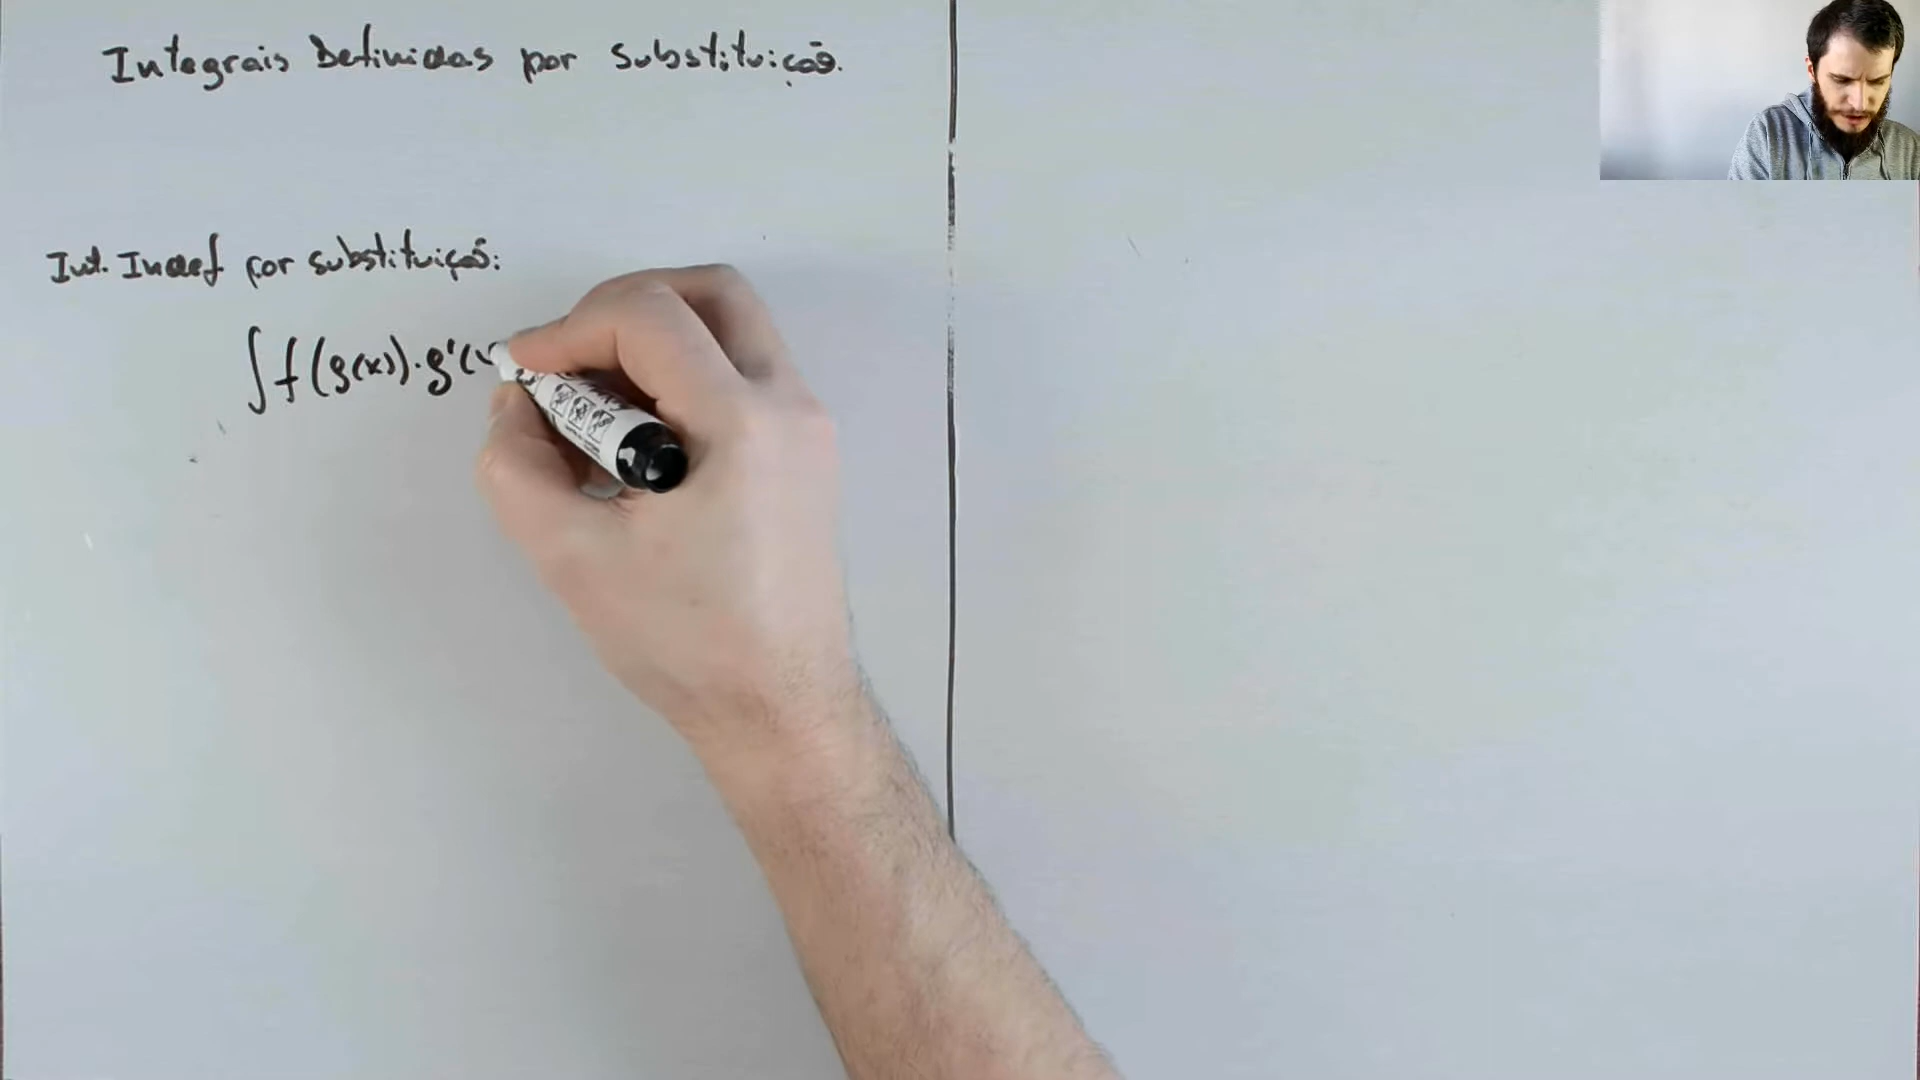 Integrais Definidas por Substituição.
Int. Indef por substituição:
∫f(g(x))·g'(x